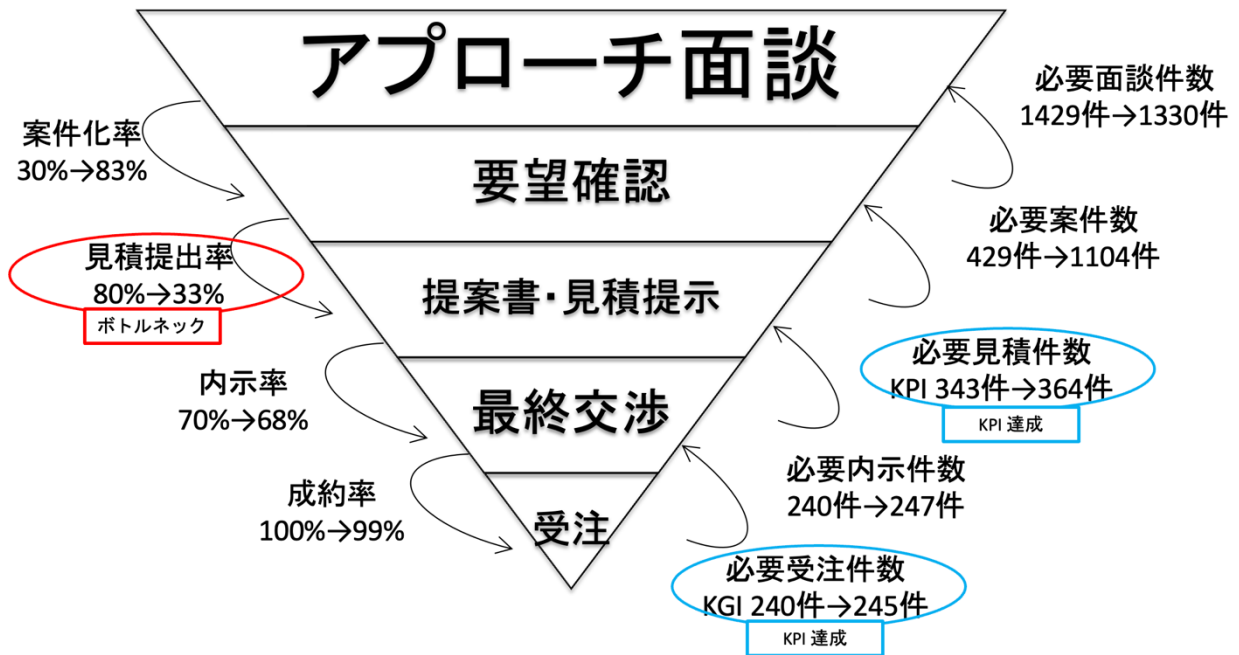 アプローチ面談
要望確認
提案書・見積提示
最終交渉
受注
案件化率
30%→83%
見積提出率
80%→33%
ボトルネック
内示率
70%→68%
成約率
100%→99%
必要面談件数
1429件→1330件
必要案件数
429件→1104件
必要見積件数
KPI 343件→364件
KPI 達成
必要内示件数
240件→247件
必要受注件数
KGI 240件→245件
KPI 達成